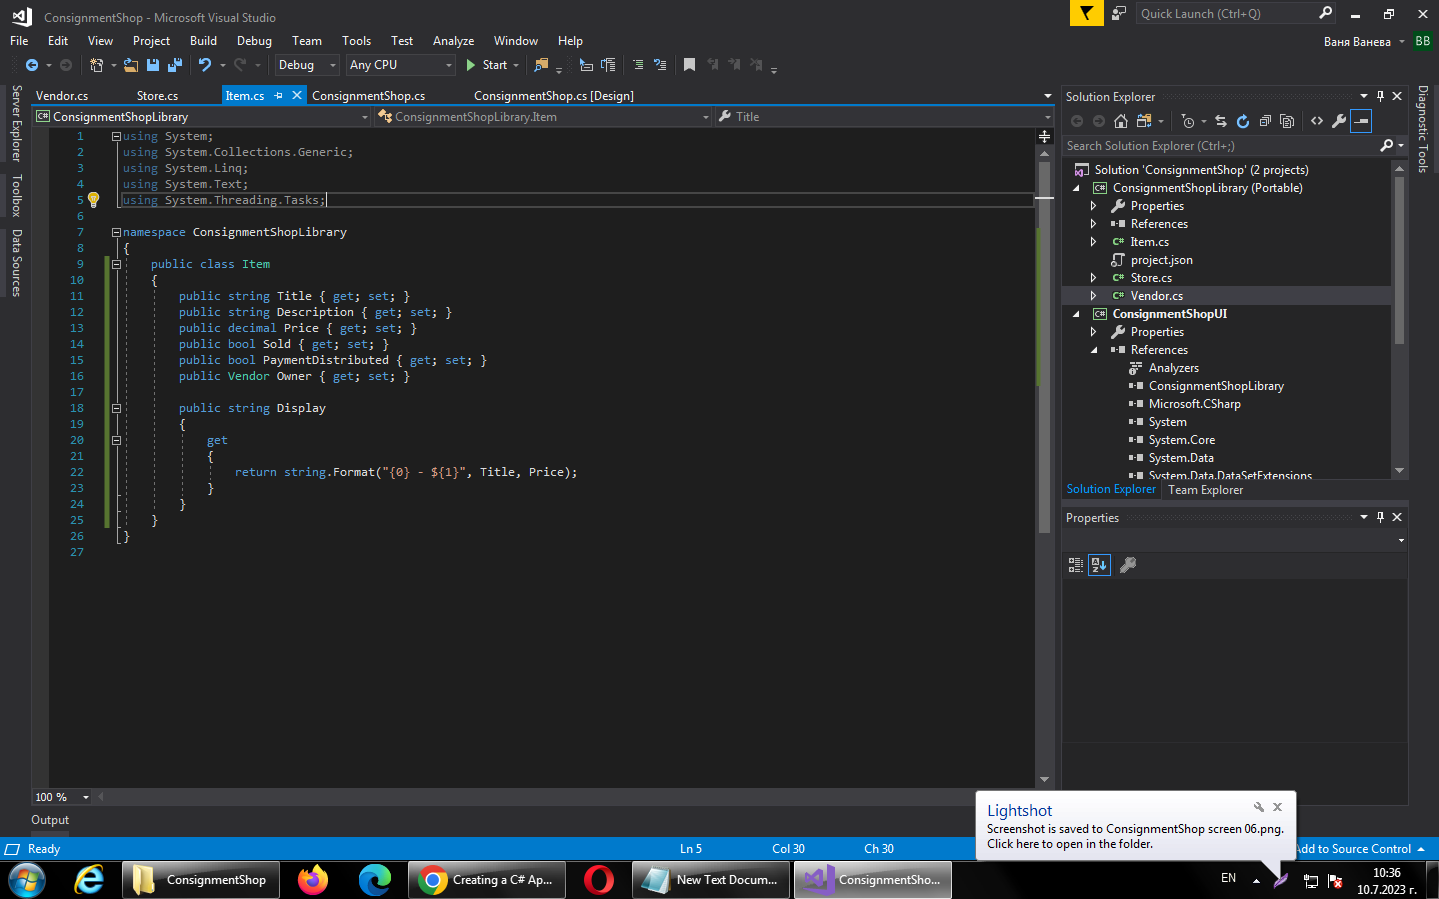 ConsignmentShop - Microsoft Visual Studio
Quick Launch (Ctrl+Q)
File Edit View Project Build Debug Team Tools Test Analyze Window Help
Ваня Ванева BB
Debug Any CPU Start
Server Explorer
Toolbox
Data Sources
Vendor.cs Store.cs Item.cs ConsignmentShop.cs ConsignmentShop.cs [Design]
C# ConsignmentShopLibrary ConsignmentShopLibrary.Item Title
1 using System;
2 using System.Collections.Generic;
3 using System.Linq;
4 using System.Text;
5 using System.Threading.Tasks;
6
7 namespace ConsignmentShopLibrary
8 {
9 public class Item
10 {
11 public string Title { get; set; }
12 public string Description { get; set; }
13 public decimal Price { get; set; }
14 public bool Sold { get; set; }
15 public bool PaymentDistributed { get; set; }
16 public Vendor Owner { get; set; }
17
18 public string Display
19 {
20 get
21 {
22 return string.Format("{0} - ${1}", Title, Price);
23 }
24 }
25 }
26 }
27
100 %
Output
Solution Explorer
Search Solution Explorer (Ctrl+;)
Solution 'ConsignmentShop' (2 projects)
C# ConsignmentShopLibrary (Portable)
Properties
References
C# Item.cs
project.json
C# Store.cs
C# Vendor.cs
C# ConsignmentShopUI
Properties
References
Analyzers
ConsignmentShopLibrary
Microsoft.CSharp
System
System.Core
System.Data
System.Data.DataSetExtensions
Solution Explorer Team Explorer
Properties
Diagnostic Tools
Lightshot
Screenshot is saved to ConsignmentShop screen 06.png.
Click here to open in the folder.
Ready Ln 5 Col 30 Ch 30 Add to Source Control
ConsignmentShop Creating a C# Ap... New Text Docum... ConsignmentSho...
EN 10:36
10.7.2023 г.